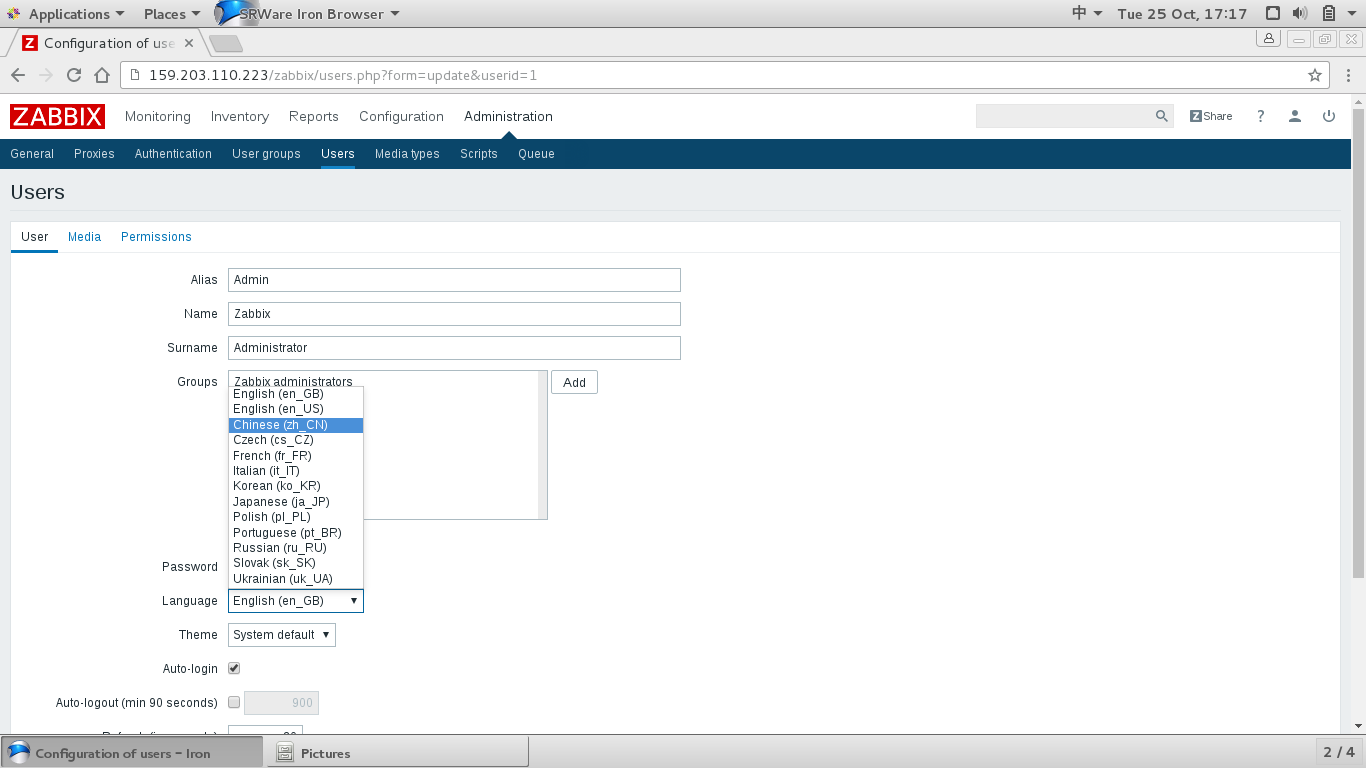 Applications Places SRWare Iron Browser 中 Tue 25 Oct, 17:17
Configuration of use
159.203.110.223/zabbix/users.php?form=update&userid=1
ZABBIX Monitoring Inventory Reports Configuration Administration Z Share ?
General Proxies Authentication User groups Users Media types Scripts Queue
Users
User Media Permissions
Alias Admin
Name Zabbix
Surname Administrator
Groups Zabbix administrators Add
English (en_GB)
English (en_US)
Chinese (zh_CN)
Czech (cs_CZ)
French (fr_FR)
Italian (it_IT)
Korean (ko_KR)
Japanese (ja_JP)
Polish (pl_PL)
Portuguese (pt_BR)
Russian (ru_RU)
Slovak (sk_SK)
Ukrainian (uk_UA)
Password
Language English (en_GB)
Theme System default
Auto-login
Auto-logout (min 90 seconds) 900
Configuration of users - Iron Pictures 2 / 4